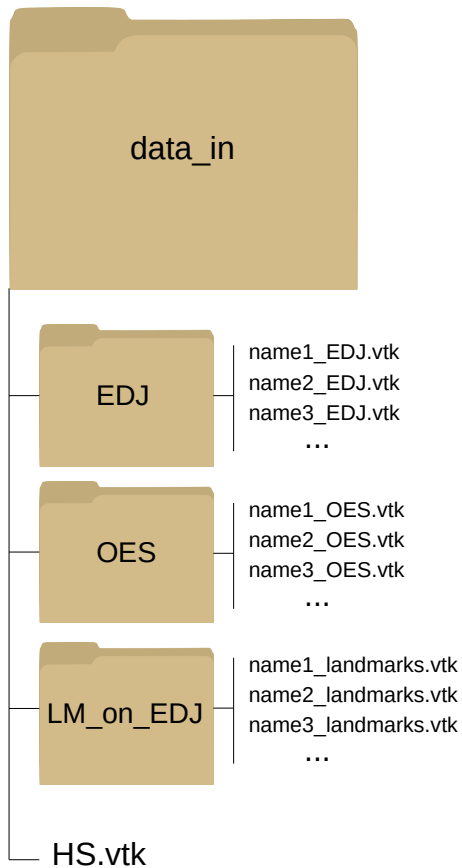 data_in
EDJ
name1_EDJ.vtk
name2_EDJ.vtk
name3_EDJ.vtk
...
OES
name1_OES.vtk
name2_OES.vtk
name3_OES.vtk
...
LM_on_EDJ
name1_landmarks.vtk
name2_landmarks.vtk
name3_landmarks.vtk
...
HS.vtk